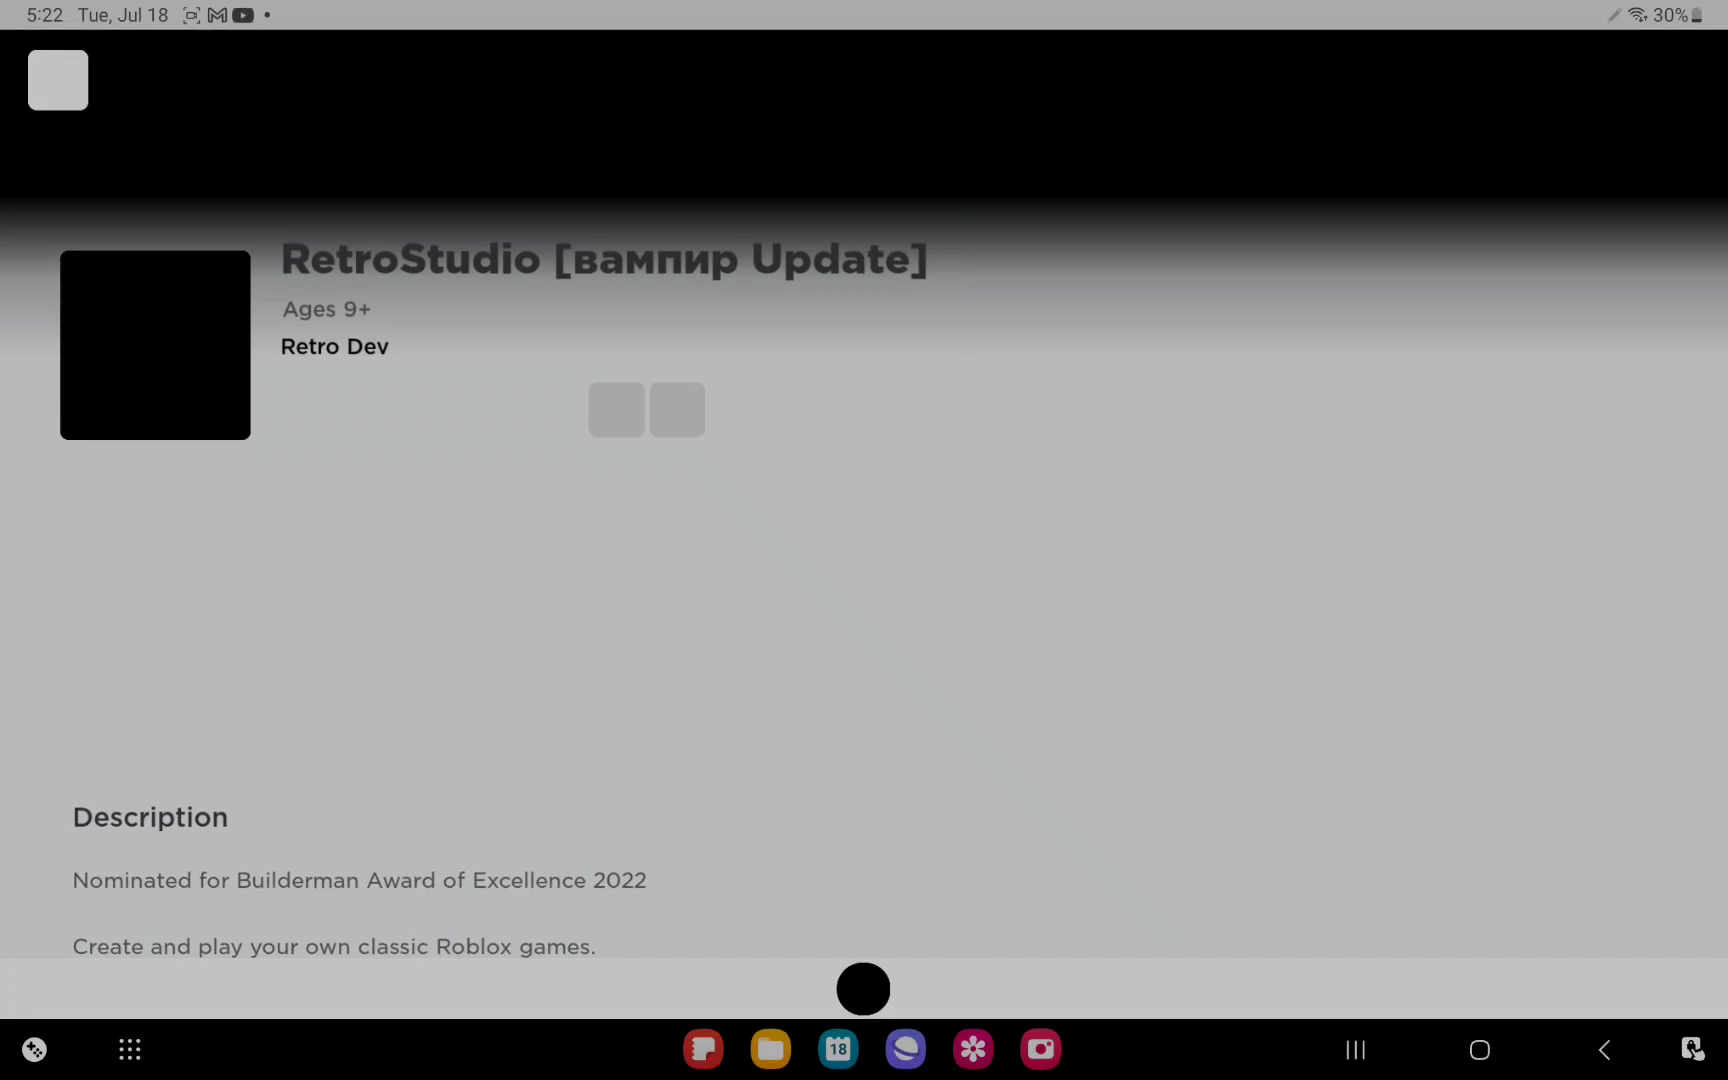 5:22 Tue, Jul 18
30%
RetroStudio [вампир Update]
Ages 9+
Retro Dev
Description
Nominated for Builderman Award of Excellence 2022
Create and play your own classic Roblox games.
18